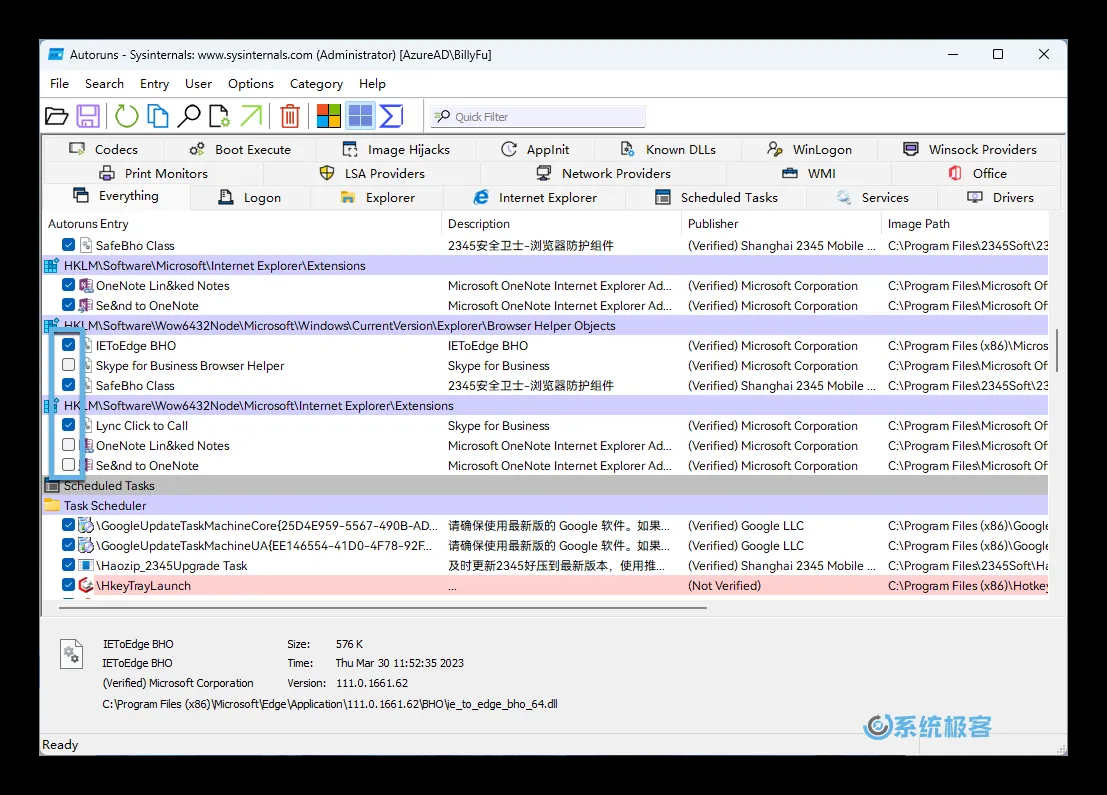 Autoruns - Sysinternals: www.sysinternals.com (Administrator) [AzureAD\BillyFu]
File Search Entry User Options Category Help
Quick Filter
Codecs Boot Execute Image Hijacks AppInit Known DLLs WinLogon Winsock Providers
Print Monitors LSA Providers Network Providers WMI Office
Everything Logon Explorer Internet Explorer Scheduled Tasks Services Drivers
Autoruns Entry Description Publisher Image Path
SafeBho Class 2345安全卫士-浏览器防护组件 (Verified) Shanghai 2345 Mobile ... C:\Program Files\2345Soft\23
HKLM\Software\Microsoft\Internet Explorer\Extensions
OneNote Lin&ked Notes Microsoft OneNote Internet Explorer Ad... (Verified) Microsoft Corporation C:\Program Files\Microsoft Of
Se&nd to OneNote Microsoft OneNote Internet Explorer Ad... (Verified) Microsoft Corporation C:\Program Files\Microsoft Of
HKLM\Software\Wow6432Node\Microsoft\Windows\CurrentVersion\Explorer\Browser Helper Objects
IEToEdge BHO IEToEdge BHO (Verified) Microsoft Corporation C:\Program Files (x86)\Micros
Skype for Business Browser Helper Skype for Business (Verified) Microsoft Corporation C:\Program Files\Microsoft Of
SafeBho Class 2345安全卫士-浏览器防护组件 (Verified) Shanghai 2345 Mobile ... C:\Program Files\2345Soft\23
HKLM\Software\Wow6432Node\Microsoft\Internet Explorer\Extensions
Lync Click to Call Skype for Business (Verified) Microsoft Corporation C:\Program Files\Microsoft Of
OneNote Lin&ked Notes Microsoft OneNote Internet Explorer Ad... (Verified) Microsoft Corporation C:\Program Files\Microsoft Of
Se&nd to OneNote Microsoft OneNote Internet Explorer Ad... (Verified) Microsoft Corporation C:\Program Files\Microsoft Of
Scheduled Tasks
Task Scheduler
\GoogleUpdateTaskMachineCore{25D4E959-5567-490B-AD... 请确保使用最新版的 Google 软件。如果... (Verified) Google LLC C:\Program Files (x86)\Google
\GoogleUpdateTaskMachineUA{EE146554-41D0-4F78-92F... 请确保使用最新版的 Google 软件。如果... (Verified) Google LLC C:\Program Files (x86)\Google
\Haozip_2345Upgrade Task 及时更新2345好压到最新版本，使用推... (Verified) Shanghai 2345 Mobile ... C:\Program Files\2345Soft\Ha
\HkeyTrayLaunch ... (Not Verified) C:\Program Files (x86)\Hotkey
IEToEdge BHO Size: 576 K
IEToEdge BHO Time: Thu Mar 30 11:52:35 2023
(Verified) Microsoft Corporation Version: 111.0.1661.62
C:\Program Files (x86)\Microsoft\Edge\Application\111.0.1661.62\BHO\ie_to_edge_bho_64.dll
系统极客
Ready